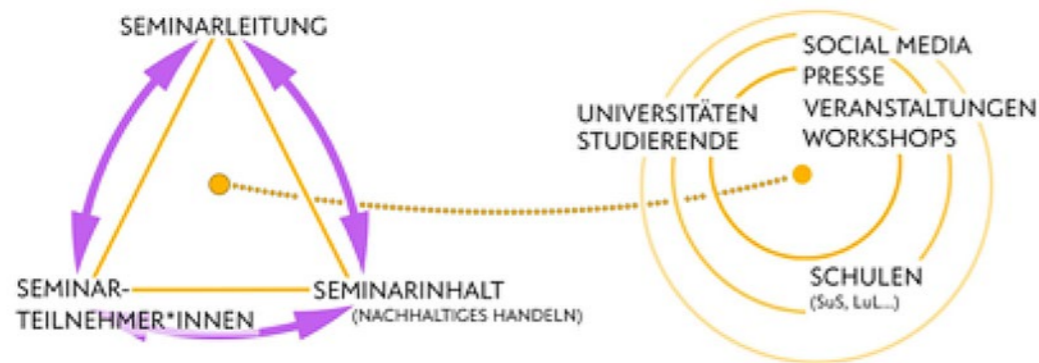 SEMINARLEITUNG
SEMINAR-
TEILNEHMER*INNEN
SEMINARINHALT
(NACHHALTIGES HANDELN)
SOCIAL MEDIA
PRESSE
VERANSTALTUNGEN
WORKSHOPS
UNIVERSITÄTEN
STUDIERENDE
SCHULEN
(SuS, LuL...)